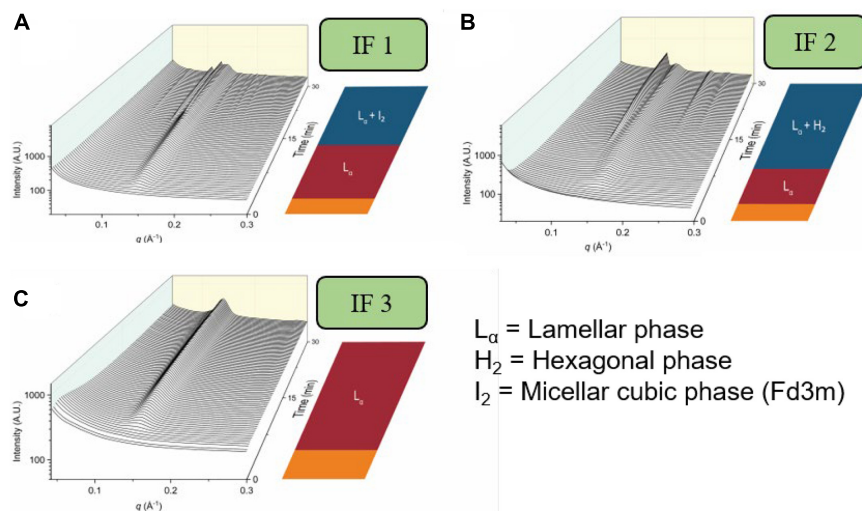 A
IF 1
Intensity (A.U.)
1000
100
0.1
0.2
0.3
q (Å⁻¹)
0
15
30
Time (min)
Lα + I₂
Lα
B
IF 2
Intensity (A.U.)
1000
100
0.1
0.2
0.3
q (Å⁻¹)
0
15
30
Time (min)
Lα + H₂
Lα
C
IF 3
Intensity (A.U.)
1000
100
0.1
0.2
0.3
q (Å⁻¹)
0
15
30
Time (min)
Lα
Lα = Lamellar phase
H₂ = Hexagonal phase
I₂ = Micellar cubic phase (Fd3m)